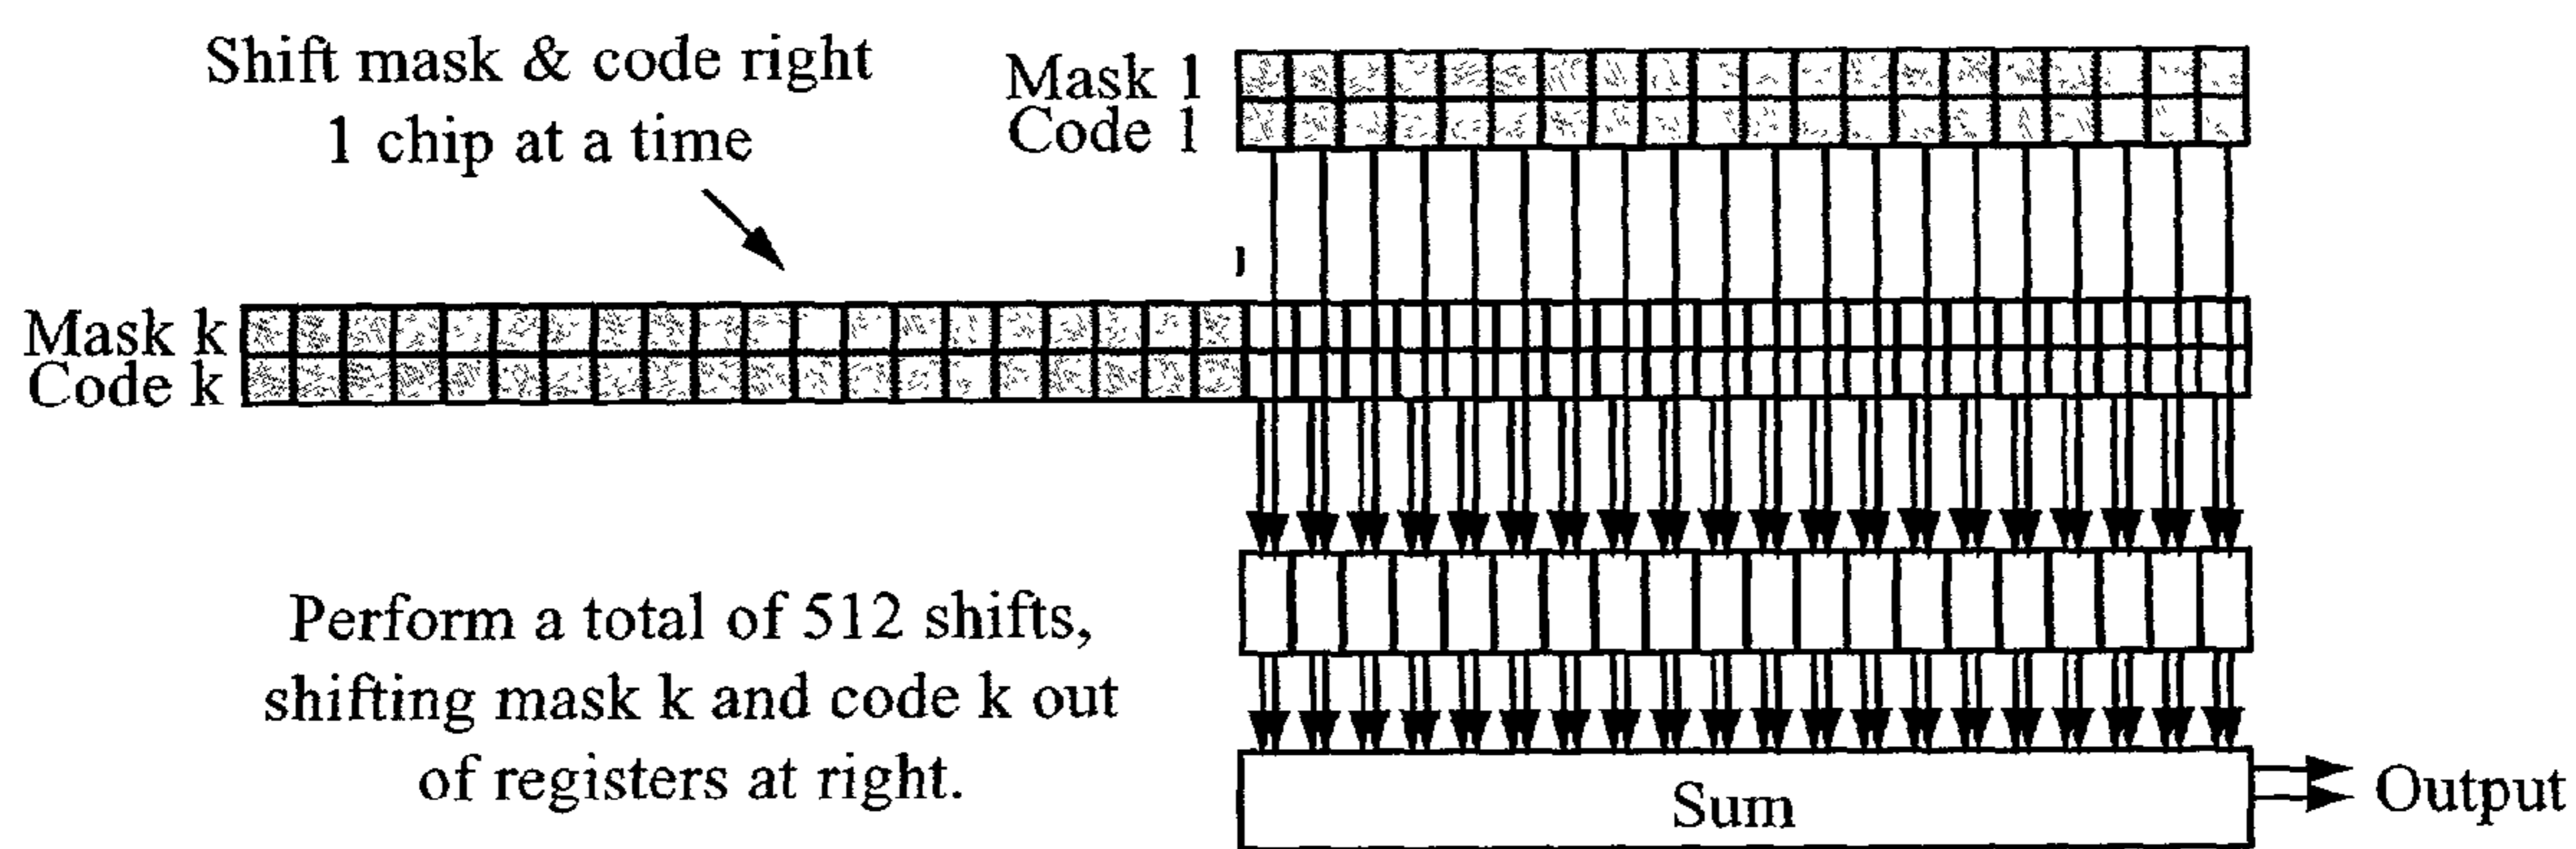 Shift mask & code right
1 chip at a time
Mask 1
Code 1
Mask k
Code k
Perform a total of 512 shifts,
shifting mask k and code k out
of registers at right.
Sum
Output